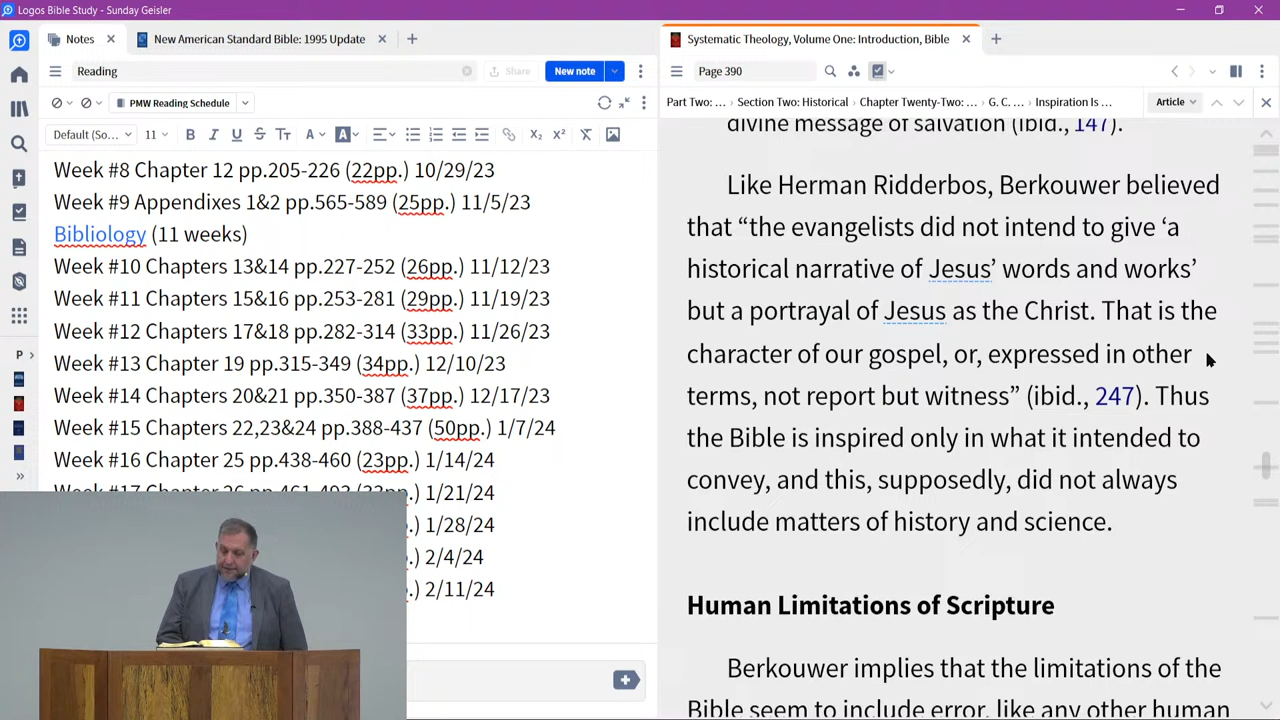 Logos Bible Study - Sunday Geisler
Notes
New American Standard Bible: 1995 Update
Systematic Theology, Volume One: Introduction, Bible
Reading
Share
New note
Page 390
PMW Reading Schedule
Part Two: ... › Section Two: Historical › Chapter Twenty-Two: ... › G. C. ... › Inspiration Is ...
Article
Default (So...
11
Week #8 Chapter 12 pp.205-226 (22pp.) 10/29/23
Week #9 Appendixes 1&2 pp.565-589 (25pp.) 11/5/23
Bibliology (11 weeks)
Week #10 Chapters 13&14 pp.227-252 (26pp.) 11/12/23
Week #11 Chapters 15&16 pp.253-281 (29pp.) 11/19/23
Week #12 Chapters 17&18 pp.282-314 (33pp.) 11/26/23
Week #13 Chapter 19 pp.315-349 (34pp.) 12/10/23
Week #14 Chapters 20&21 pp.350-387 (37pp.) 12/17/23
Week #15 Chapters 22,23&24 pp.388-437 (50pp.) 1/7/24
Week #16 Chapter 25 pp.438-460 (23pp.) 1/14/24
1/21/24
.) 1/28/24
.) 2/4/24
.) 2/11/24
P
divine message of salvation (ibid., 147).
Like Herman Ridderbos, Berkouwer believed
that “the evangelists did not intend to give ‘a
historical narrative of Jesus’ words and works’
but a portrayal of Jesus as the Christ. That is the
character of our gospel, or, expressed in other
terms, not report but witness” (ibid., 247). Thus
the Bible is inspired only in what it intended to
convey, and this, supposedly, did not always
include matters of history and science.
Human Limitations of Scripture
Berkouwer implies that the limitations of the
Bible seem to include error, like any other human